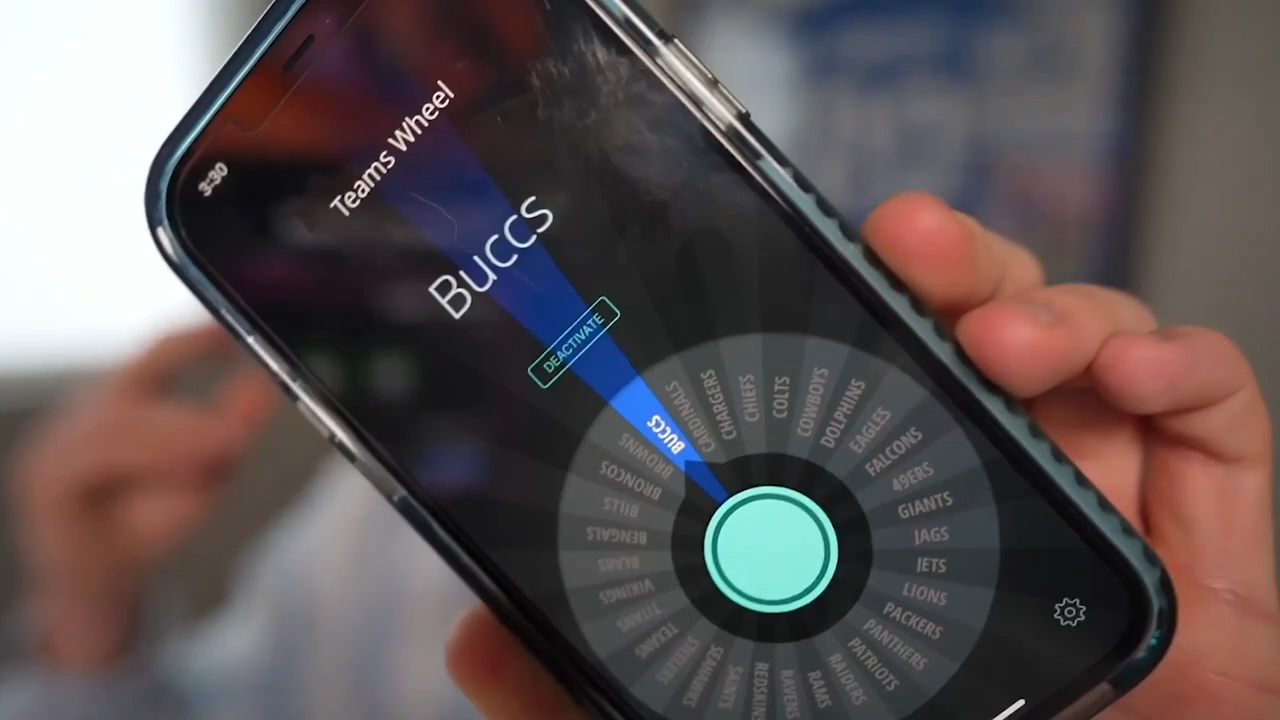 3:30
Teams Wheel
Buccs
DEACTIVATE
BUCCS
CARDINALS
CHARGERS
CHIEFS
COLTS
COWBOYS
DOLPHINS
EAGLES
FALCONS
49ERS
GIANTS
JAGS
JETS
LIONS
PACKERS
PANTHERS
PATRIOTS
RAIDERS
RAMS
RAVENS
REDSKINS
SAINTS
SEAHAWKS
STEELERS
TEXANS
TITANS
VIKINGS
BEARS
BENGALS
BILLS
BRONCOS
BROWNS